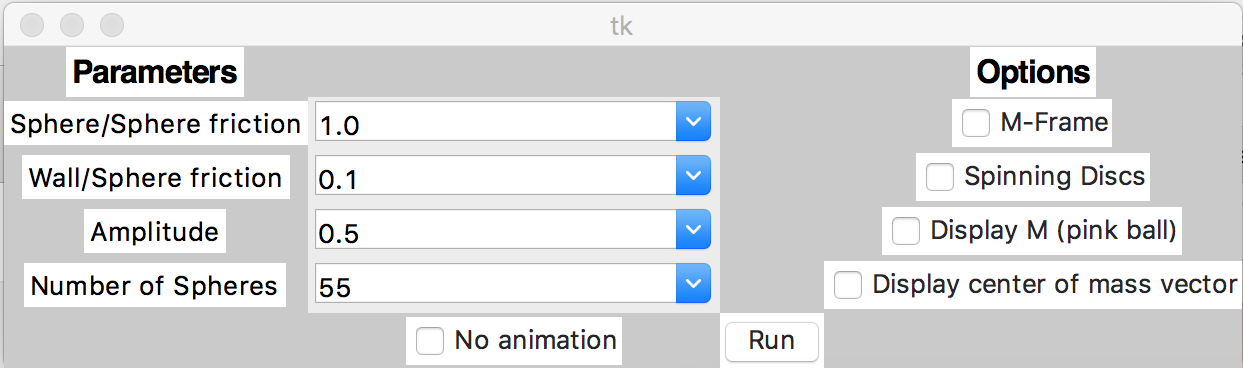 tk
Parameters
Options
Sphere/Sphere friction 1.0
M-Frame
Wall/Sphere friction 0.1
Spinning Discs
Amplitude 0.5
Display M (pink ball)
Number of Spheres 55
Display center of mass vector
No animation
Run